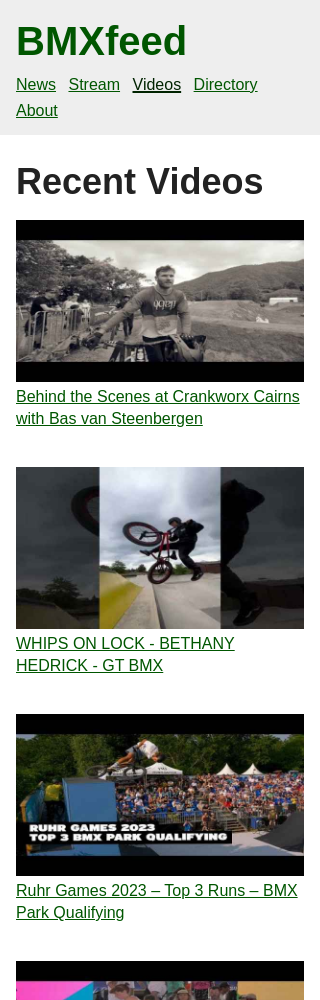 BMXfeed
News Stream Videos Directory
About
Recent Videos
Behind the Scenes at Crankworx Cairns
with Bas van Steenbergen
WHIPS ON LOCK - BETHANY
HEDRICK - GT BMX
RUHR GAMES 2023
TOP 3 BMX PARK QUALIFYING
Ruhr Games 2023 – Top 3 Runs – BMX
Park Qualifying